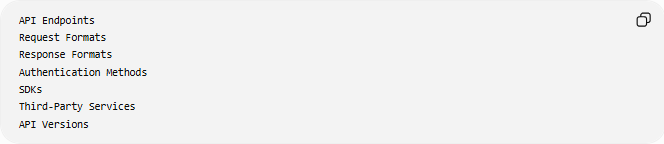 API Endpoints
Request Formats
Response Formats
Authentication Methods
SDKs
Third-Party Services
API Versions